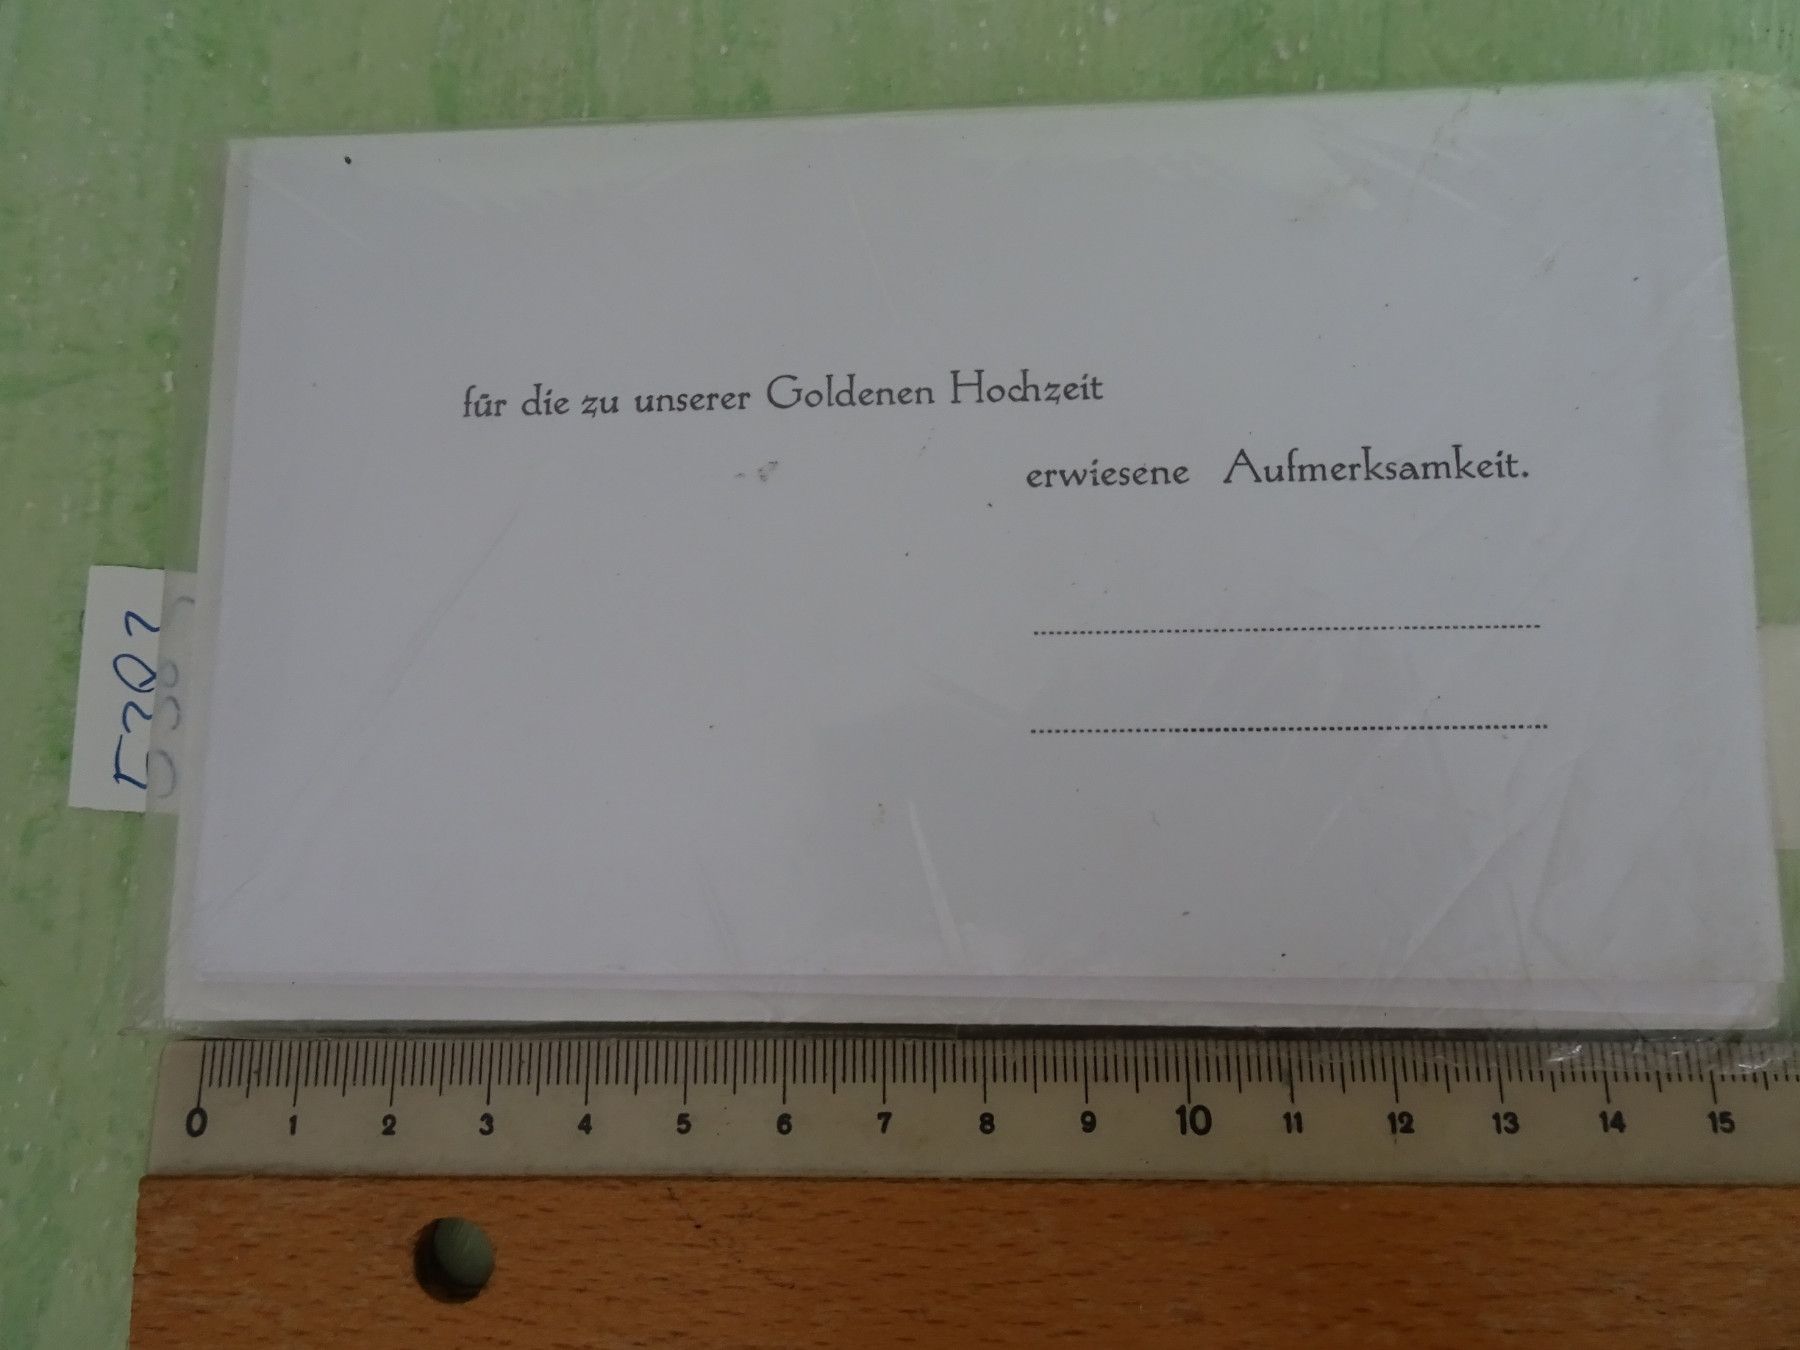 für die zu unserer Goldenen Hochzeit
erwiesene Aufmerksamkeit.
0 1 2 3 4 5 6 7 8 9 10 11 12 13 14 15